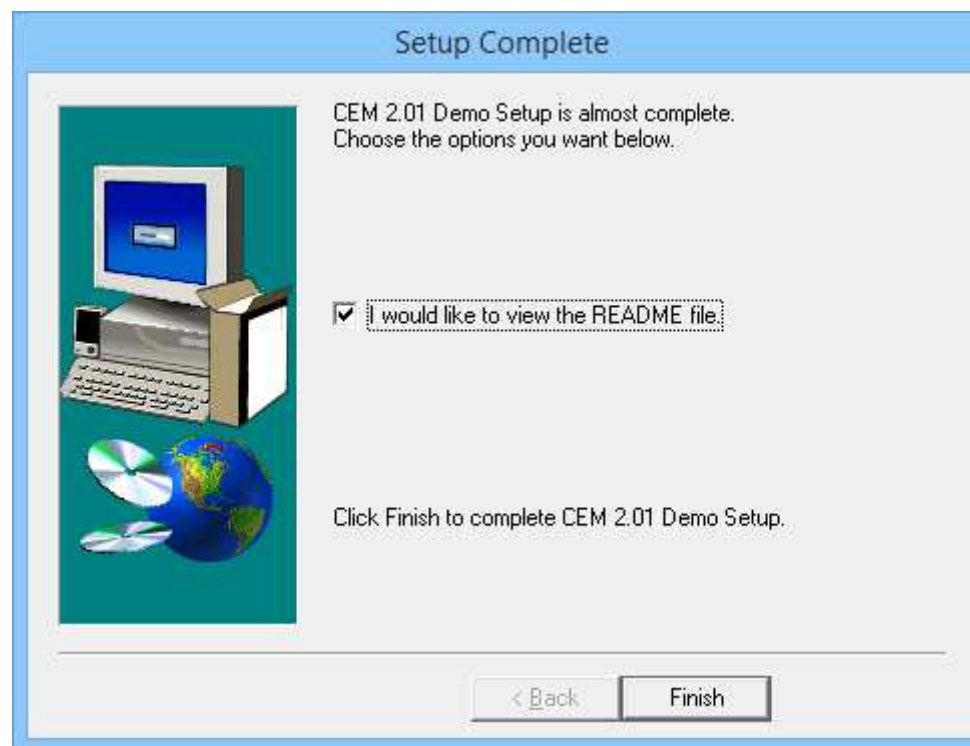 Setup Complete
CEM 2.01 Demo Setup is almost complete.
Choose the options you want below.
I would like to view the README file.
Click Finish to complete CEM 2.01 Demo Setup.
< Back
Finish